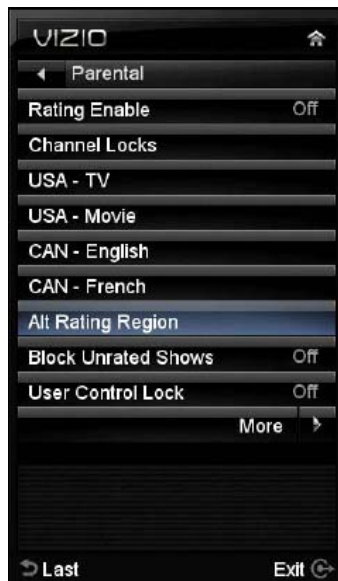 VIZIO
Parental
Rating Enable Off
Channel Locks
USA - TV
USA - Movie
CAN - English
CAN - French
Alt Rating Region
Block Unrated Shows Off
User Control Lock Off
More
Last Exit